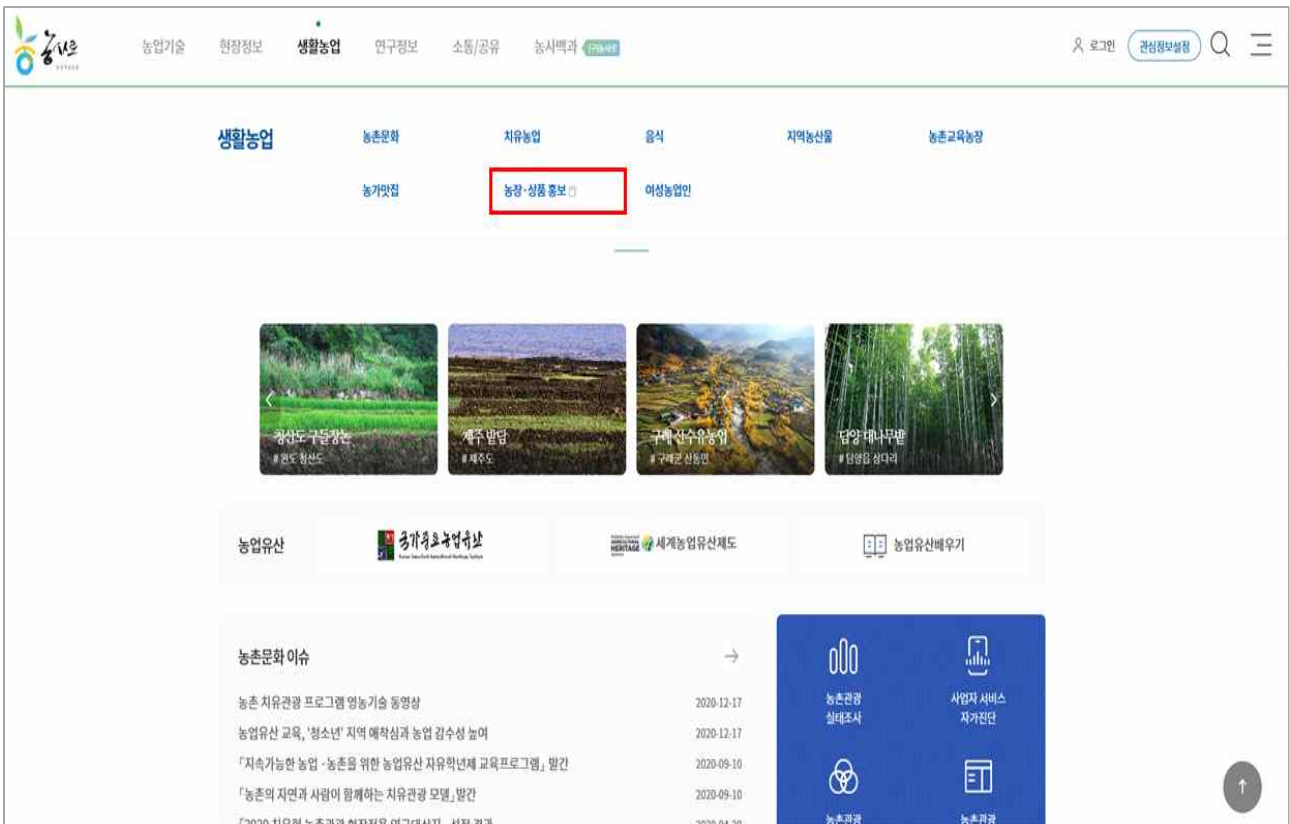 농사로
농업기술 현장정보 생활농업 연구정보 소통/공유 농사백과
로그인 관심정보설정
생활농업 농촌문화 치유농업 음식 지역농산물 농촌교육농장
농가맛집 농장·상품 홍보 여성농업인
청산도 구들장논 제주 밭담 구례 산수유농업 담양 대나무밭
# 완도 청산도 # 제주도 # 구례군 산동면 # 담양읍 삼다리
농업유산 국가중요농업유산 HERITAGE 세계농업유산제도 농업유산배우기
농촌문화 이슈
농촌 치유관광 프로그램 영농기술 동영상 2020-12-17
농업유산 교육, '청소년' 지역 애착심과 농업 감수성 높여 2020-12-17
「지속가능한 농업·농촌을 위한 농업유산 자유학년제 교육프로그램」 발간 2020-09-10
「농촌의 자연과 사람이 함께하는 치유관광 모델」발간 2020-09-10
농촌관광 실태조사
사업자 서비스 자가진단
농촌관광 농촌관광